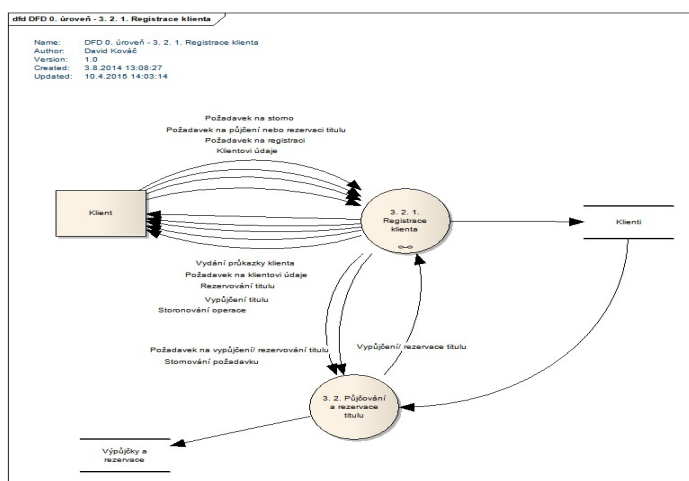 dfd DFD 0. úroveň - 3. 2. 1. Registrace klienta
Name: DFD 0. úroveň - 3. 2. 1. Registrace klienta
Author: David Kováč
Version: 1.0
Created: 3.8.2014 13:08:27
Updated: 10.4.2015 14:03:14
Požadavek na storno
Požadavek na půjčení nebo rezervaci titulu
Požadavek na registraci
Klientovi údaje
Klient
3. 2. 1.
Registrace
klienta
Klienti
Vydání průkazky klienta
Požadavek na klientovi údaje
Rezervování titulu
Vypůjčení titulu
Storonování operace
Požadavek na vypůjčení/ rezervování titulu
Stornování požadavku
Vypůjčení/ rezervace titulu
3. 2. Půjčování
a rezervace
titulu
Výpůjčky a
rezervace